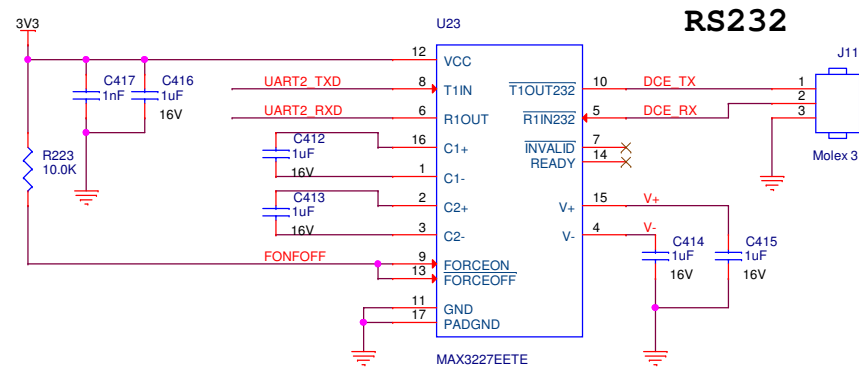 RS232
3V3
U23
J11
12
VCC
C417
1nF
C416
1uF
16V
UART2_TXD
8
T1IN
T1OUT232
10
DCE_TX
1
2
3
UART2_RXD
6
R1OUT
R1IN232
5
DCE_RX
C412
1uF
16V
16
C1+
INVALID
7
READY
14
Molex 3
R223
10.0K
1
C1-
C413
1uF
16V
2
C2+
V+
15
V+
3
C2-
V-
4
V-
C414
1uF
16V
C415
1uF
16V
FONFOFF
9
FORCEON
13
FORCEOFF
11
GND
17
PADGND
MAX3227EETE